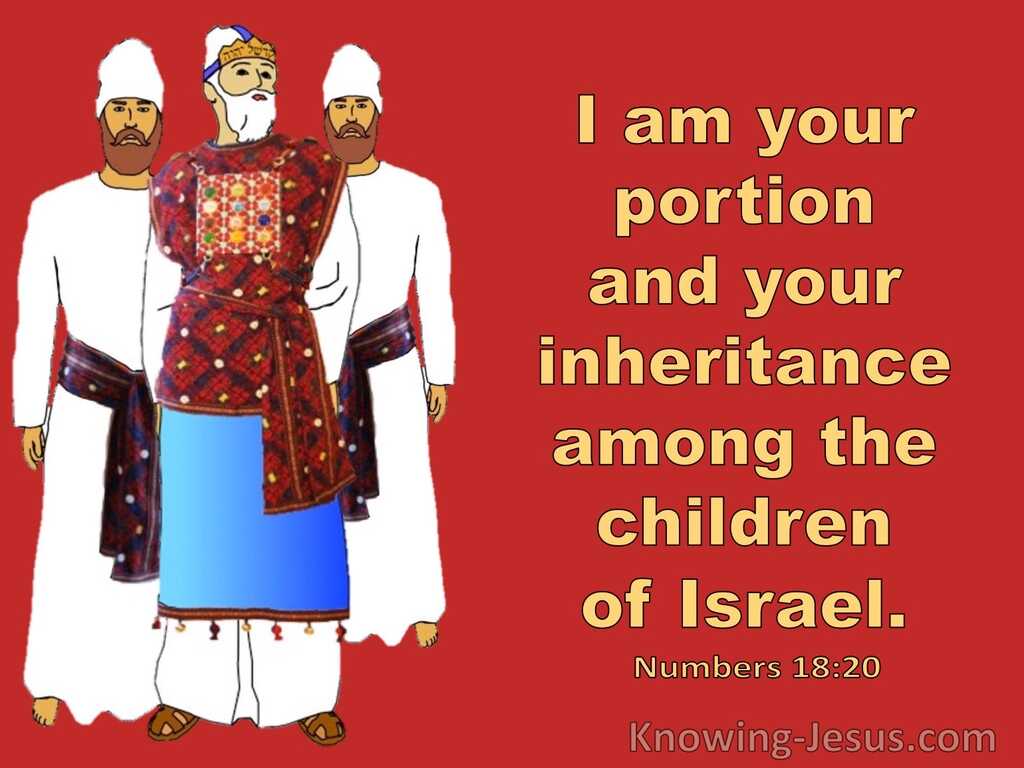 I am your
portion
and your
inheritance
among the
children
of Israel.
Numbers 18:20
Knowing-Jesus.com